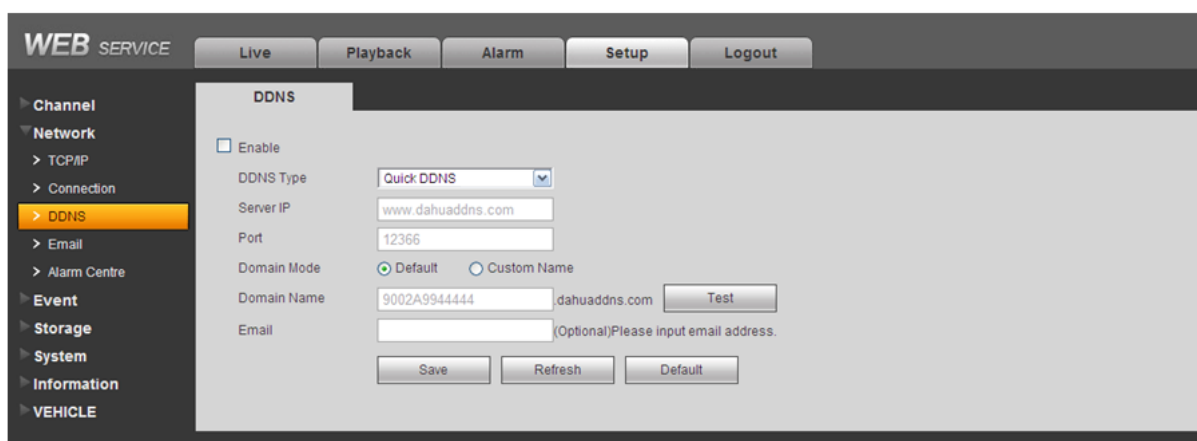 WEB SERVICE
Live Playback Alarm Setup Logout
Channel
Network
> TCP/IP
> Connection
> DDNS
> Email
> Alarm Centre
Event
Storage
System
Information
VEHICLE
DDNS
Enable
DDNS Type Quick DDNS
Server IP www.dahuaddns.com
Port 12366
Domain Mode Default Custom Name
Domain Name 9002A9944444 .dahuaddns.com Test
Email (Optional)Please input email address.
Save Refresh Default